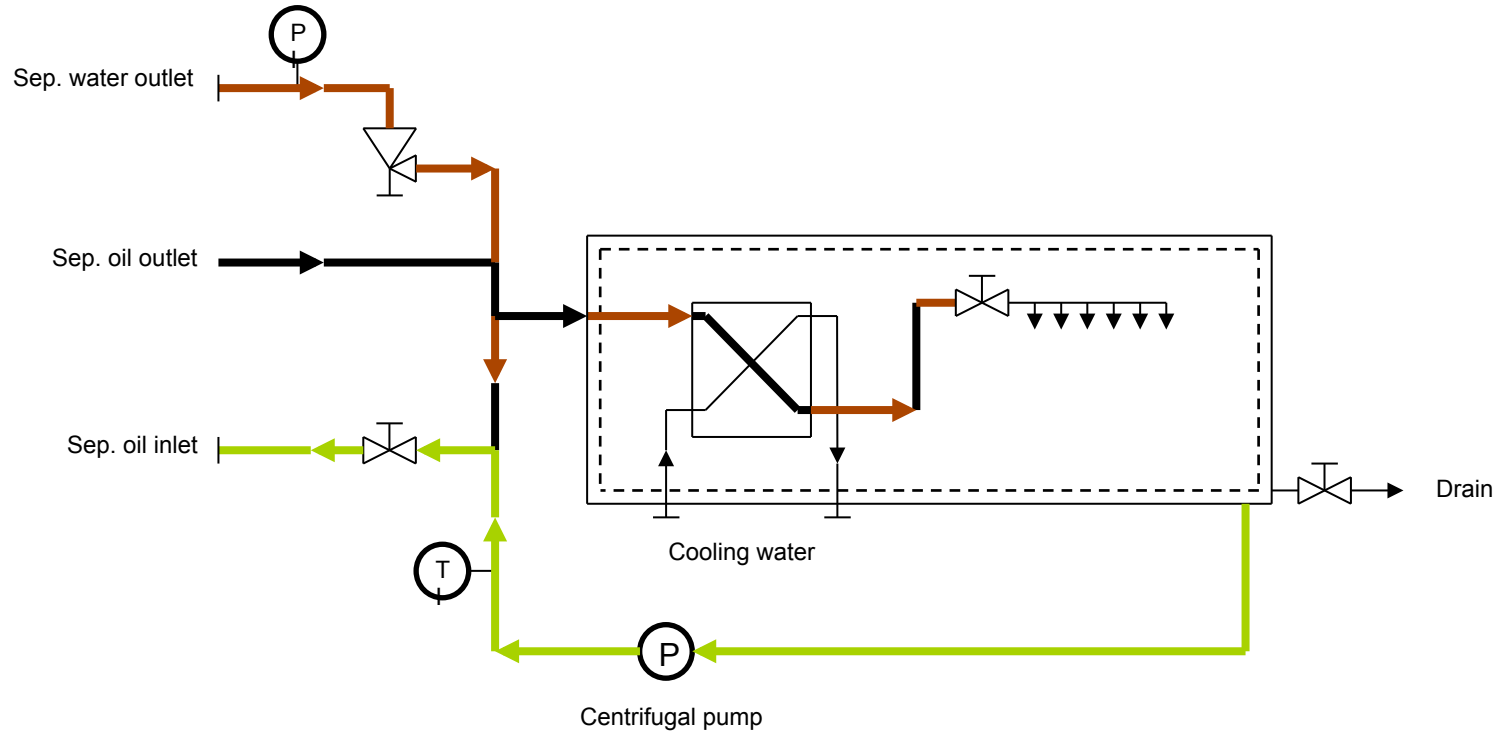 P
Sep. water outlet
Sep. oil outlet
Sep. oil inlet
Drain
Cooling water
T
P
Centrifugal pump